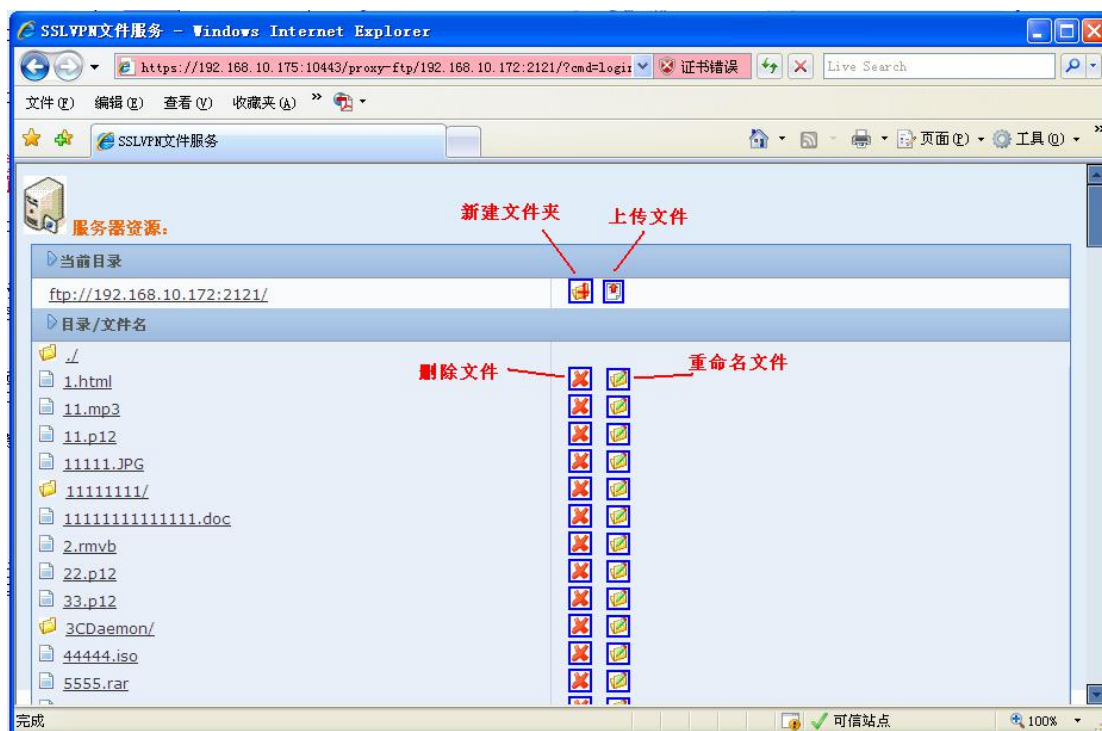 SSLVPN文件服务 - Windows Internet Explorer
https://192.168.10.175:10443/proxy-ftp/192.168.10.172:2121/?cmd=login 证书错误 Live Search
文件(F) 编辑(E) 查看(V) 收藏夹(A) »
SSLVPN文件服务 页面(P) 工具(O) »
新建文件夹 上传文件
服务器资源:
当前目录
ftp://192.168.10.172:2121/
目录/文件名
./
删除文件 重命名文件
1.html
11.mp3
11.p12
11111.JPG
11111111/
11111111111111.doc
2.rmvb
22.p12
33.p12
3CDaemon/
44444.iso
5555.rar
完成 可信站点 100%